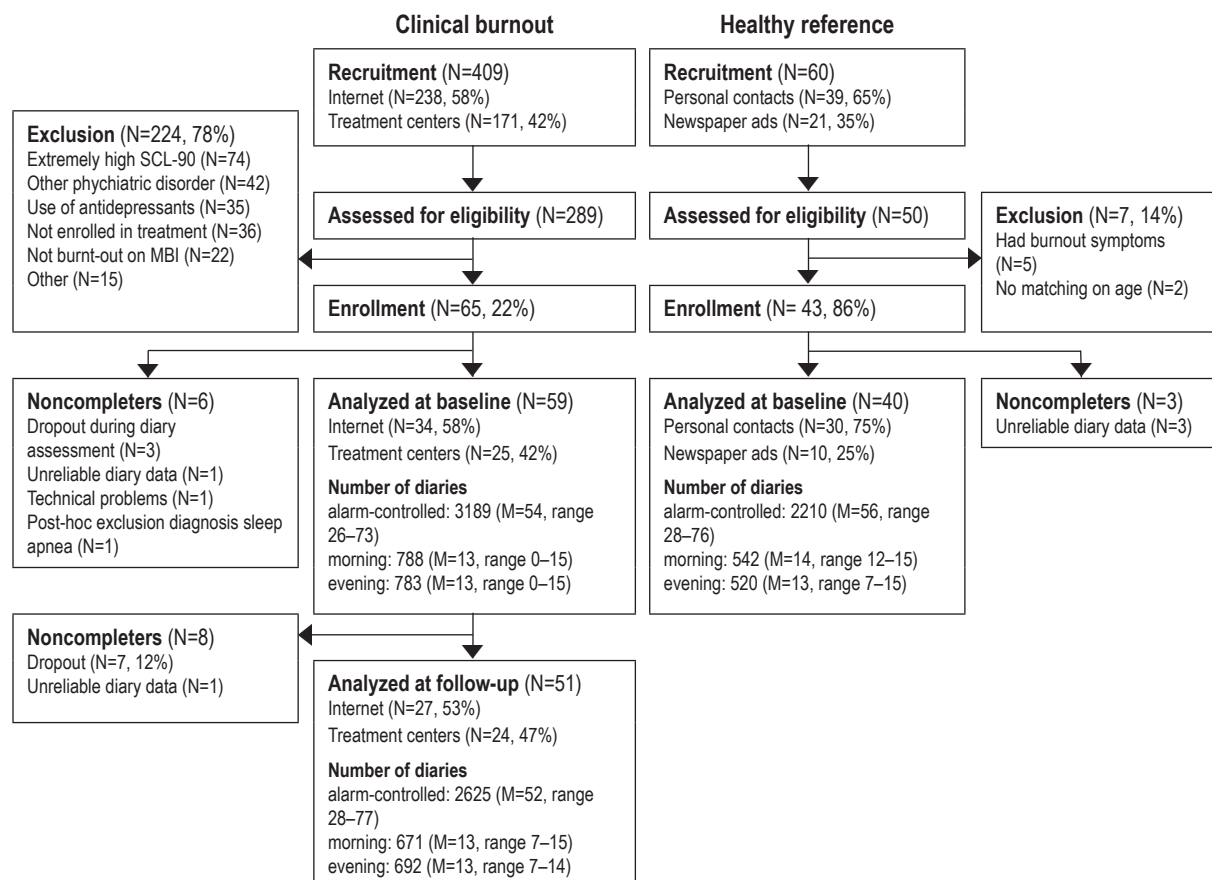 Clinical burnout
Healthy reference
Recruitment (N=409)
Internet (N=238, 58%)
Treatment centers (N=171, 42%)
Recruitment (N=60)
Personal contacts (N=39, 65%)
Newspaper ads (N=21, 35%)
Exclusion (N=224, 78%)
Extremely high SCL-90 (N=74)
Other phychiatric disorder (N=42)
Use of antidepressants (N=35)
Not enrolled in treatment (N=36)
Not burnt-out on MBI (N=22)
Other (N=15)
Assessed for eligibility (N=289)
Assessed for eligibility (N=50)
Exclusion (N=7, 14%)
Had burnout symptoms
(N=5)
No matching on age (N=2)
Enrollment (N=65, 22%)
Enrollment (N= 43, 86%)
Noncompleters (N=6)
Dropout during diary
assessment (N=3)
Unreliable diary data (N=1)
Technical problems (N=1)
Post-hoc exclusion diagnosis sleep
apnea (N=1)
Analyzed at baseline (N=59)
Internet (N=34, 58%)
Treatment centers (N=25, 42%)
Number of diaries
alarm-controlled: 3189 (M=54, range
26–73)
morning: 788 (M=13, range 0–15)
evening: 783 (M=13, range 0–15)
Analyzed at baseline (N=40)
Personal contacts (N=30, 75%)
Newspaper ads (N=10, 25%)
Number of diaries
alarm-controlled: 2210 (M=56, range
28–76)
morning: 542 (M=14, range 12–15)
evening: 520 (M=13, range 7–15)
Noncompleters (N=3)
Unreliable diary data (N=3)
Noncompleters (N=8)
Dropout (N=7, 12%)
Unreliable diary data (N=1)
Analyzed at follow-up (N=51)
Internet (N=27, 53%)
Treatment centers (N=24, 47%)
Number of diaries
alarm-controlled: 2625 (M=52, range
28–77)
morning: 671 (M=13, range 7–15)
evening: 692 (M=13, range 7–14)